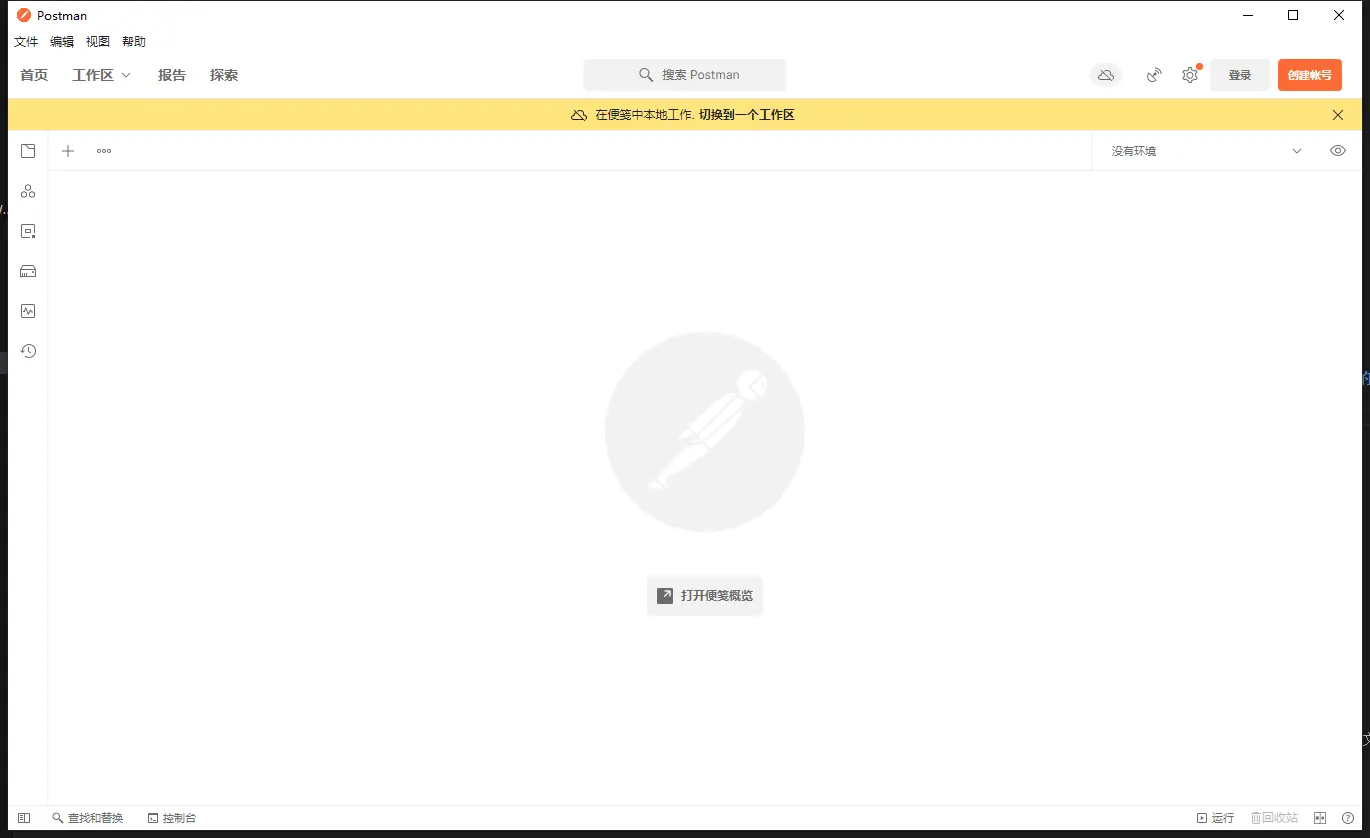 Postman
文件 编辑 视图 帮助
首页 工作区 报告 探索 搜索 Postman 登录 创建帐号
在便笺中本地工作. 切换到一个工作区
没有环境
打开便笺概览
查找和替换 控制台 运行 回收站